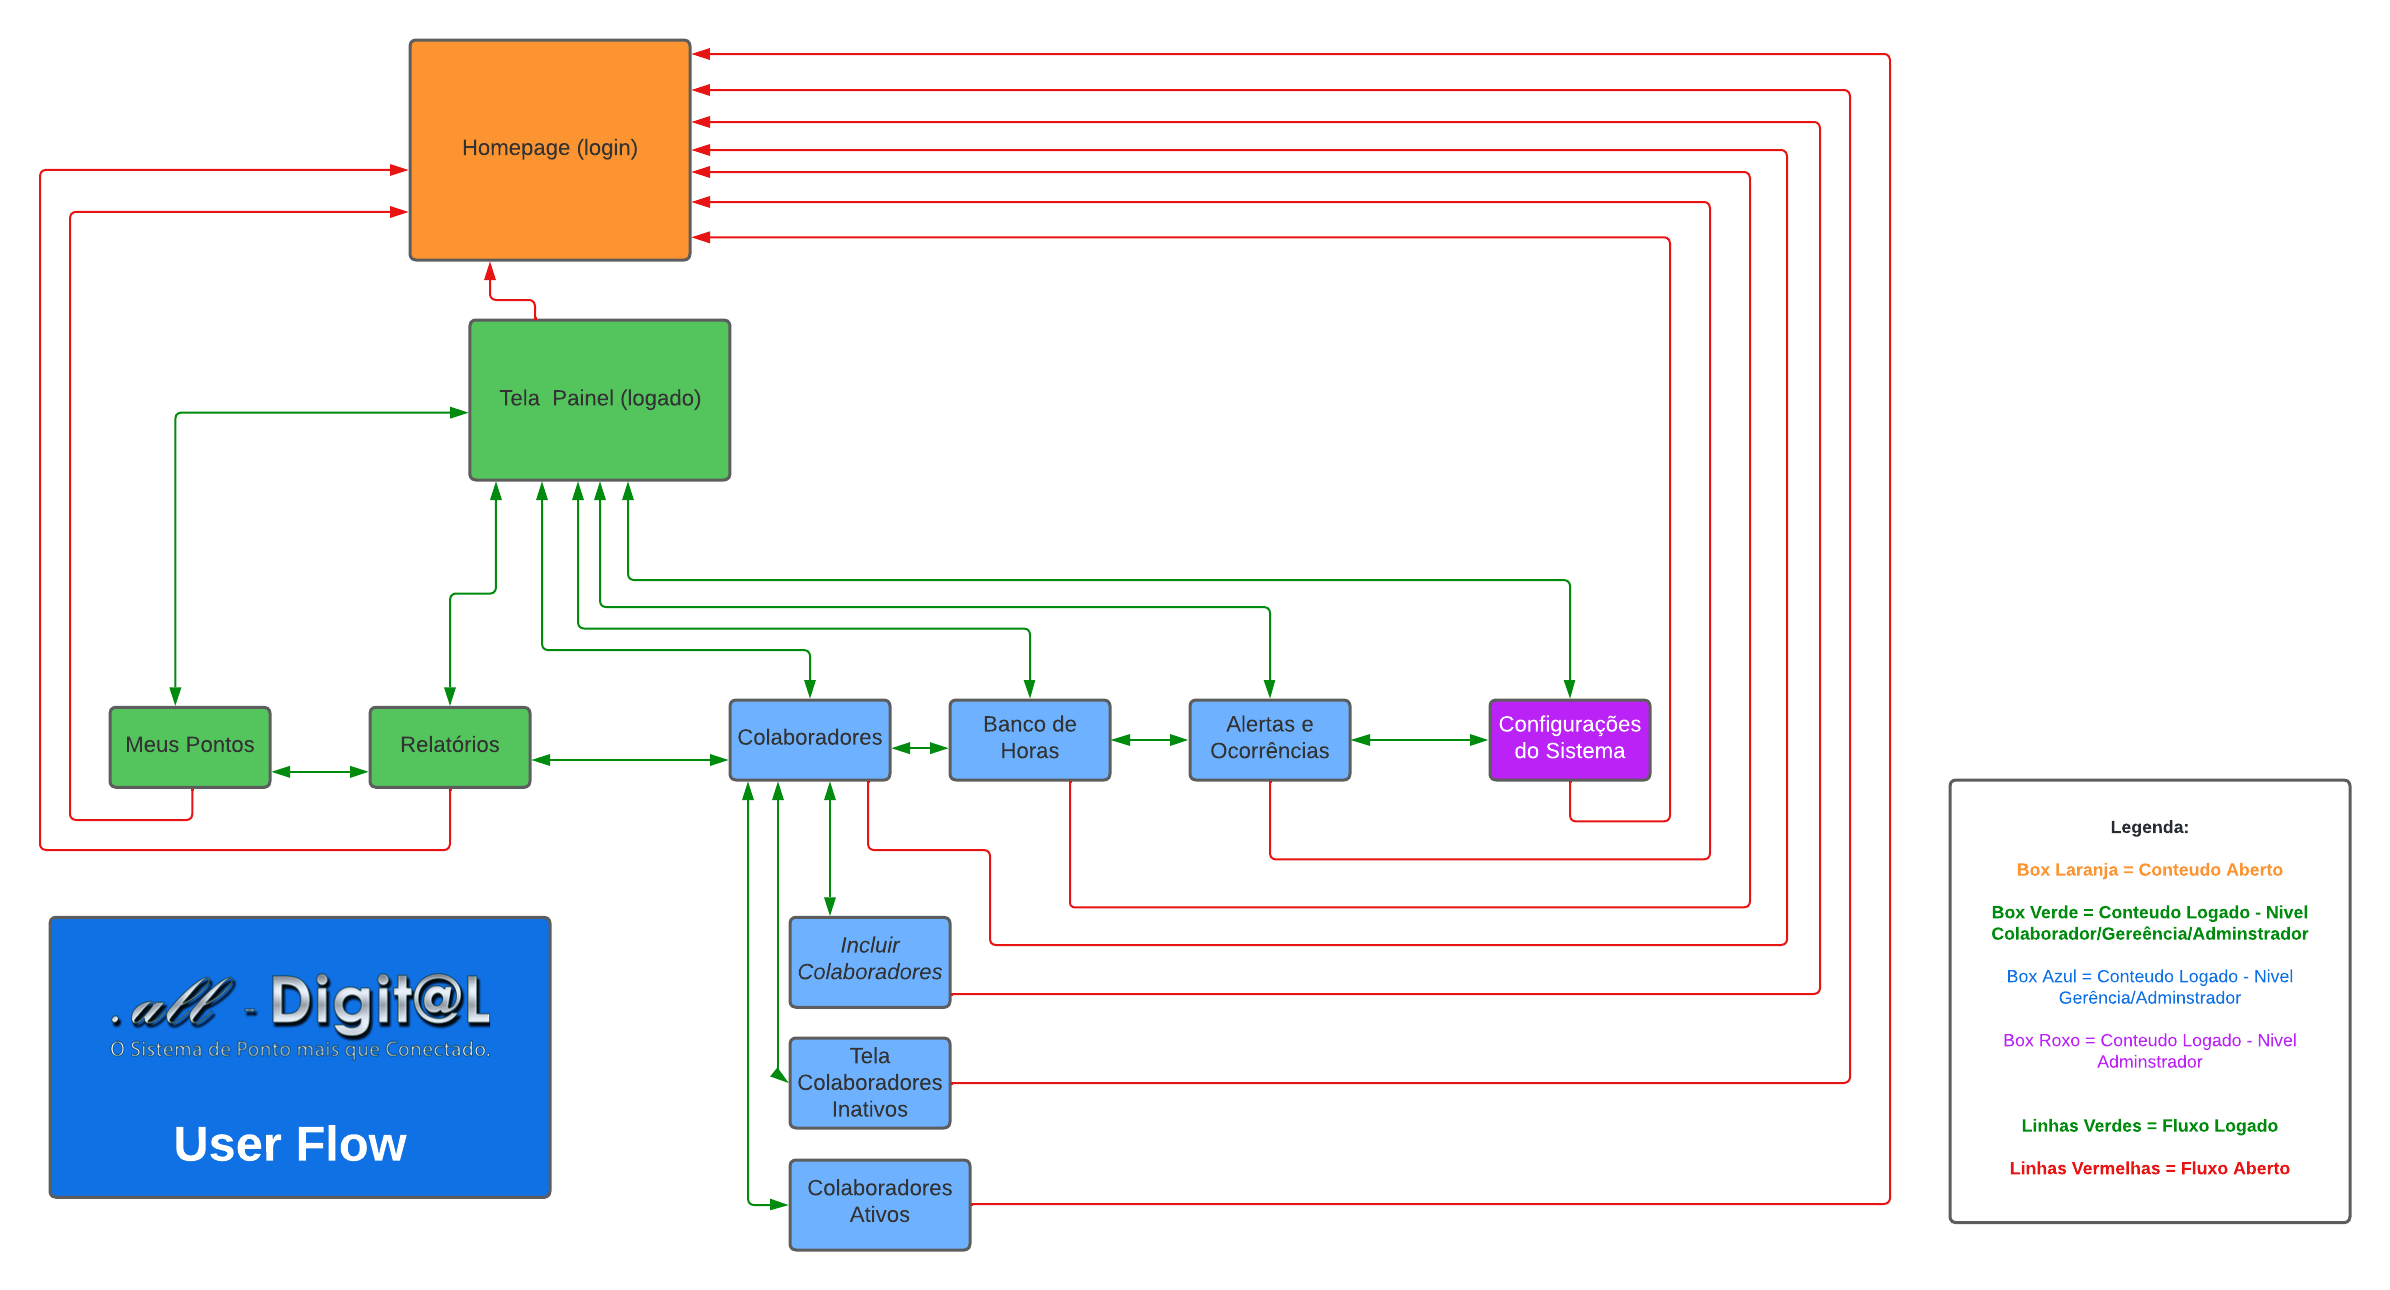 Homepage (login)
Tela Painel (logado)
Meus Pontos
Relatórios
Colaboradores
Banco de
Horas
Alertas e
Ocorrências
Configurações
do Sistema
Incluir
Colaboradores
Tela
Colaboradores
Inativos
Colaboradores
Ativos
.all - Digit@L
O Sistema de Ponto mais que Conectado.
User Flow
Legenda:
Box Laranja = Conteudo Aberto
Box Verde = Conteudo Logado - Nivel
Colaborador/Gereência/Adminstrador
Box Azul = Conteudo Logado - Nivel
Gerência/Adminstrador
Box Roxo = Conteudo Logado - Nivel
Adminstrador
Linhas Verdes = Fluxo Logado
Linhas Vermelhas = Fluxo Aberto